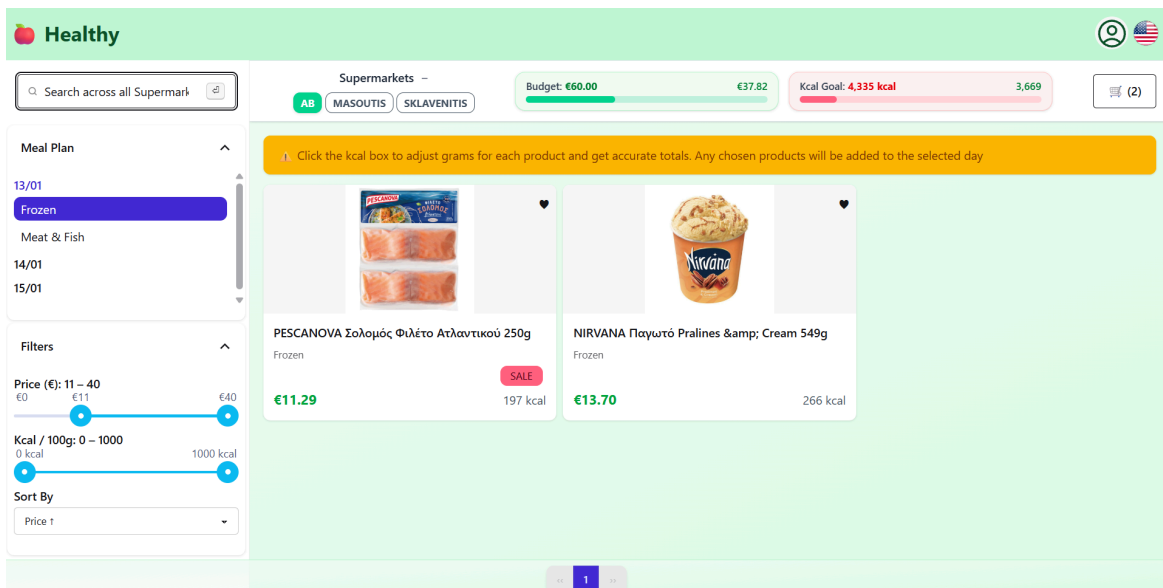 Healthy
Search across all Supermark
Supermarkets –
AB MASOUTIS SKLAVENITIS
Budget: €60.00 €37.82
Kcal Goal: 4,335 kcal 3,669
(2)
Meal Plan
13/01
Frozen
Meat & Fish
14/01
15/01
Click the kcal box to adjust grams for each product and get accurate totals. Any chosen products will be added to the selected day
PESCANOVA
Nirvana
PESCANOVA Σολομός Φιλέτο Ατλαντικού 250g
Frozen
SALE
€11.29 197 kcal
NIRVANA Παγωτό Pralines &amp; Cream 549g
Frozen
€13.70 266 kcal
Filters
Price (€): 11 – 40
€0 €11 €40
Kcal / 100g: 0 – 1000
0 kcal 1000 kcal
Sort By
Price ↑
« 1 »